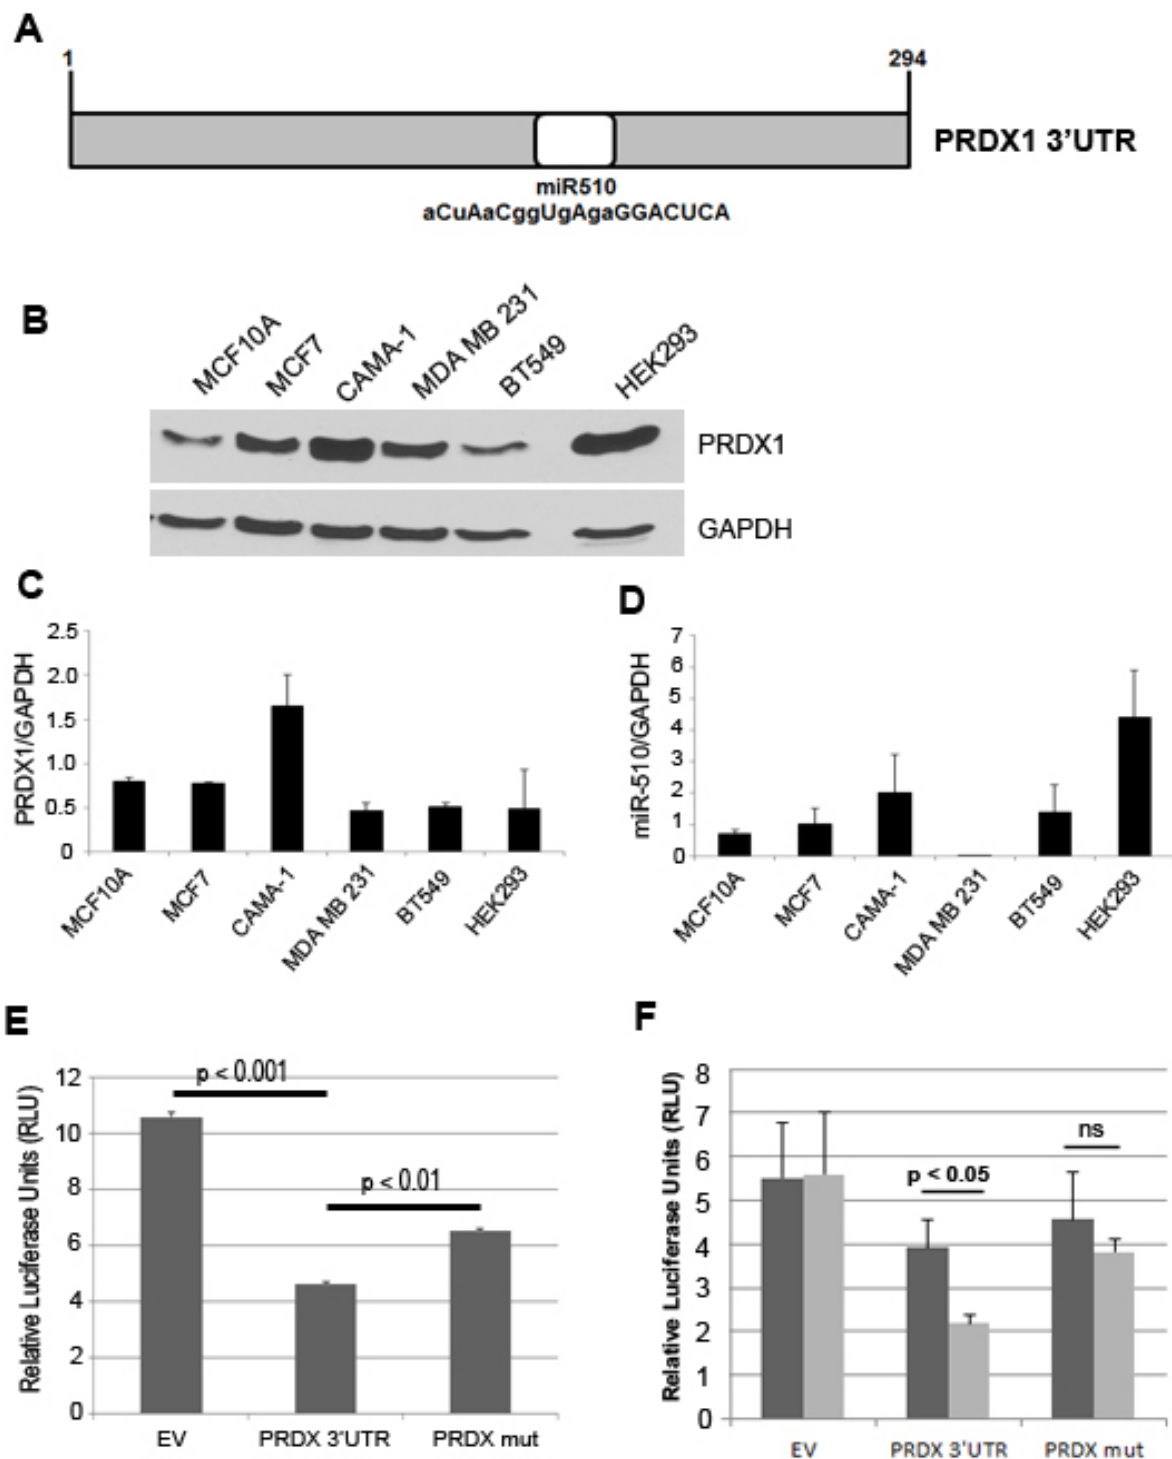 A
1 294
PRDX1 3'UTR
miR510
aCuAaCggUgAgaGGACUCA
B
MCF10A MCF7 CAMA-1 MDA MB 231 BT549 HEK293
PRDX1
GAPDH
C
PRDX1/GAPDH
2.5
2.0
1.5
1.0
0.5
0
MCF10A MCF7 CAMA-1 MDA MB 231 BT549 HEK293
D
miR-510/GAPDH
7
6
5
4
3
2
1
0
MCF10A MCF7 CAMA-1 MDA MB 231 BT549 HEK293
E
Relative Luciferase Units (RLU)
12
10
8
6
4
2
0
p < 0.001
p < 0.01
EV PRDX 3'UTR PRDX mut
F
Relative Luciferase Units (RLU)
8
7
6
5
4
3
2
1
0
p < 0.05
ns
EV PRDX 3'UTR PRDX mut